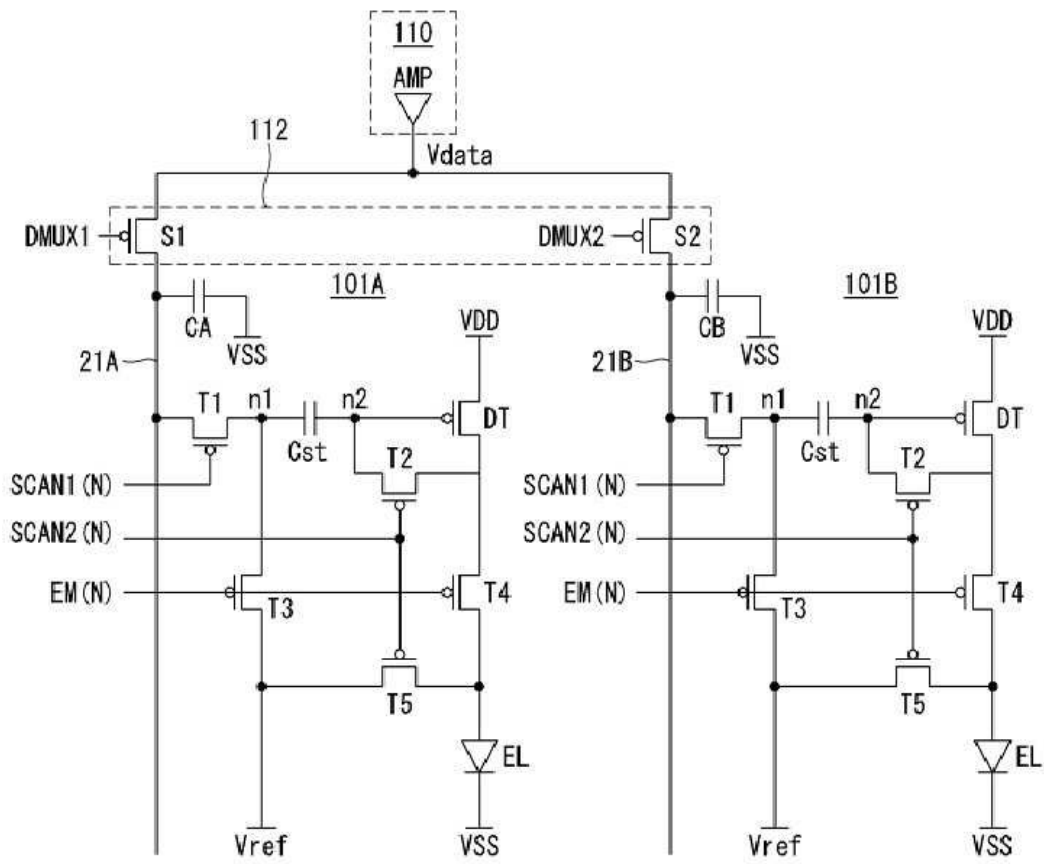 110
AMP
112
Vdata
DMUX1
S1
DMUX2
S2
101A
101B
CA
VSS
VDD
CB
VSS
VDD
21A
21B
T1
n1
n2
DT
T1
n1
n2
DT
Cst
T2
Cst
T2
SCAN1(N)
SCAN1(N)
SCAN2(N)
SCAN2(N)
EM(N)
T3
T4
EM(N)
T3
T4
T5
T5
EL
EL
Vref
VSS
Vref
VSS